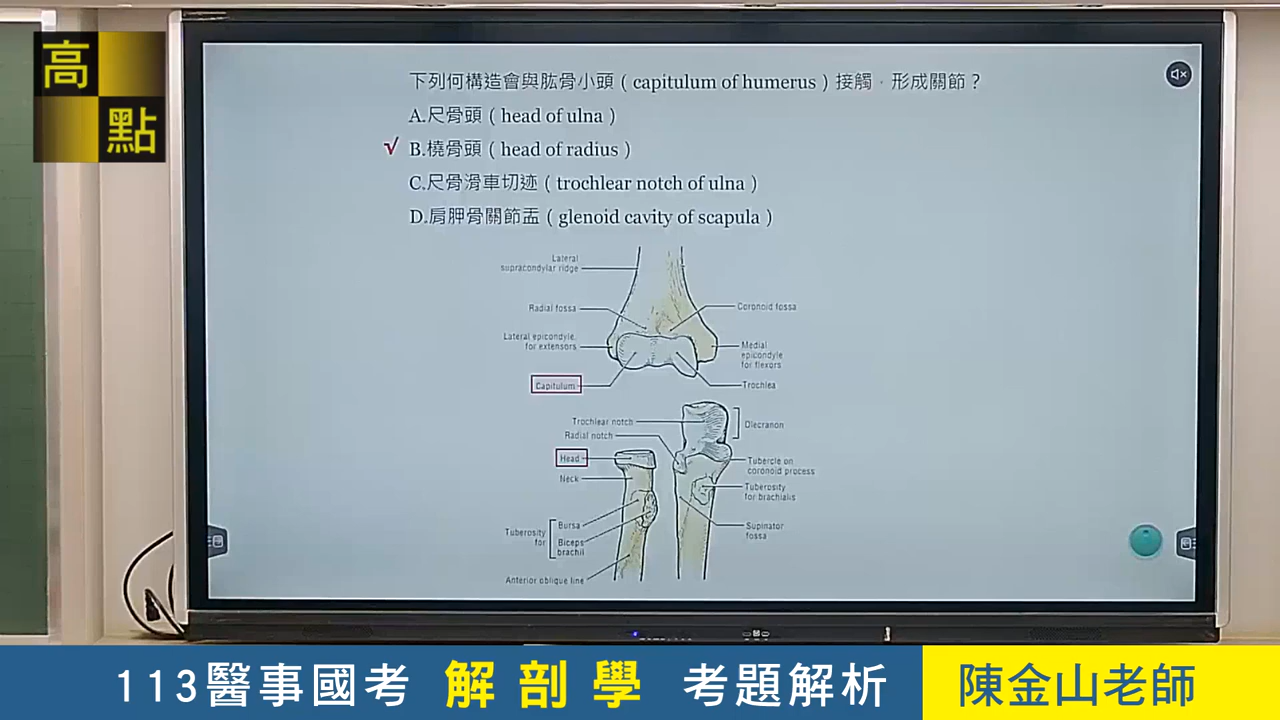 高
點
下列何構造會與肱骨小頭（capitulum of humerus）接觸，形成關節？
A.尺骨頭（head of ulna）
√ B.橈骨頭（head of radius）
C.尺骨滑車切迹（trochlear notch of ulna）
D.肩胛骨關節盂（glenoid cavity of scapula）
Lateral
supracondylar ridge
Radial fossa
Coronoid fossa
Lateral epicondyle,
for extensors
Medial
epicondyle
for flexors
Capitulum
Trochlea
Trochlear notch
Olecranon
Radial notch
Head
Tubercle on
coronoid process
Neck
Tuberosity
for brachialis
Tuberosity
for
Bursa
Biceps
brachii
Supinator
fossa
Anterior oblique line
113醫事國考 解剖學 考題解析 陳金山老師